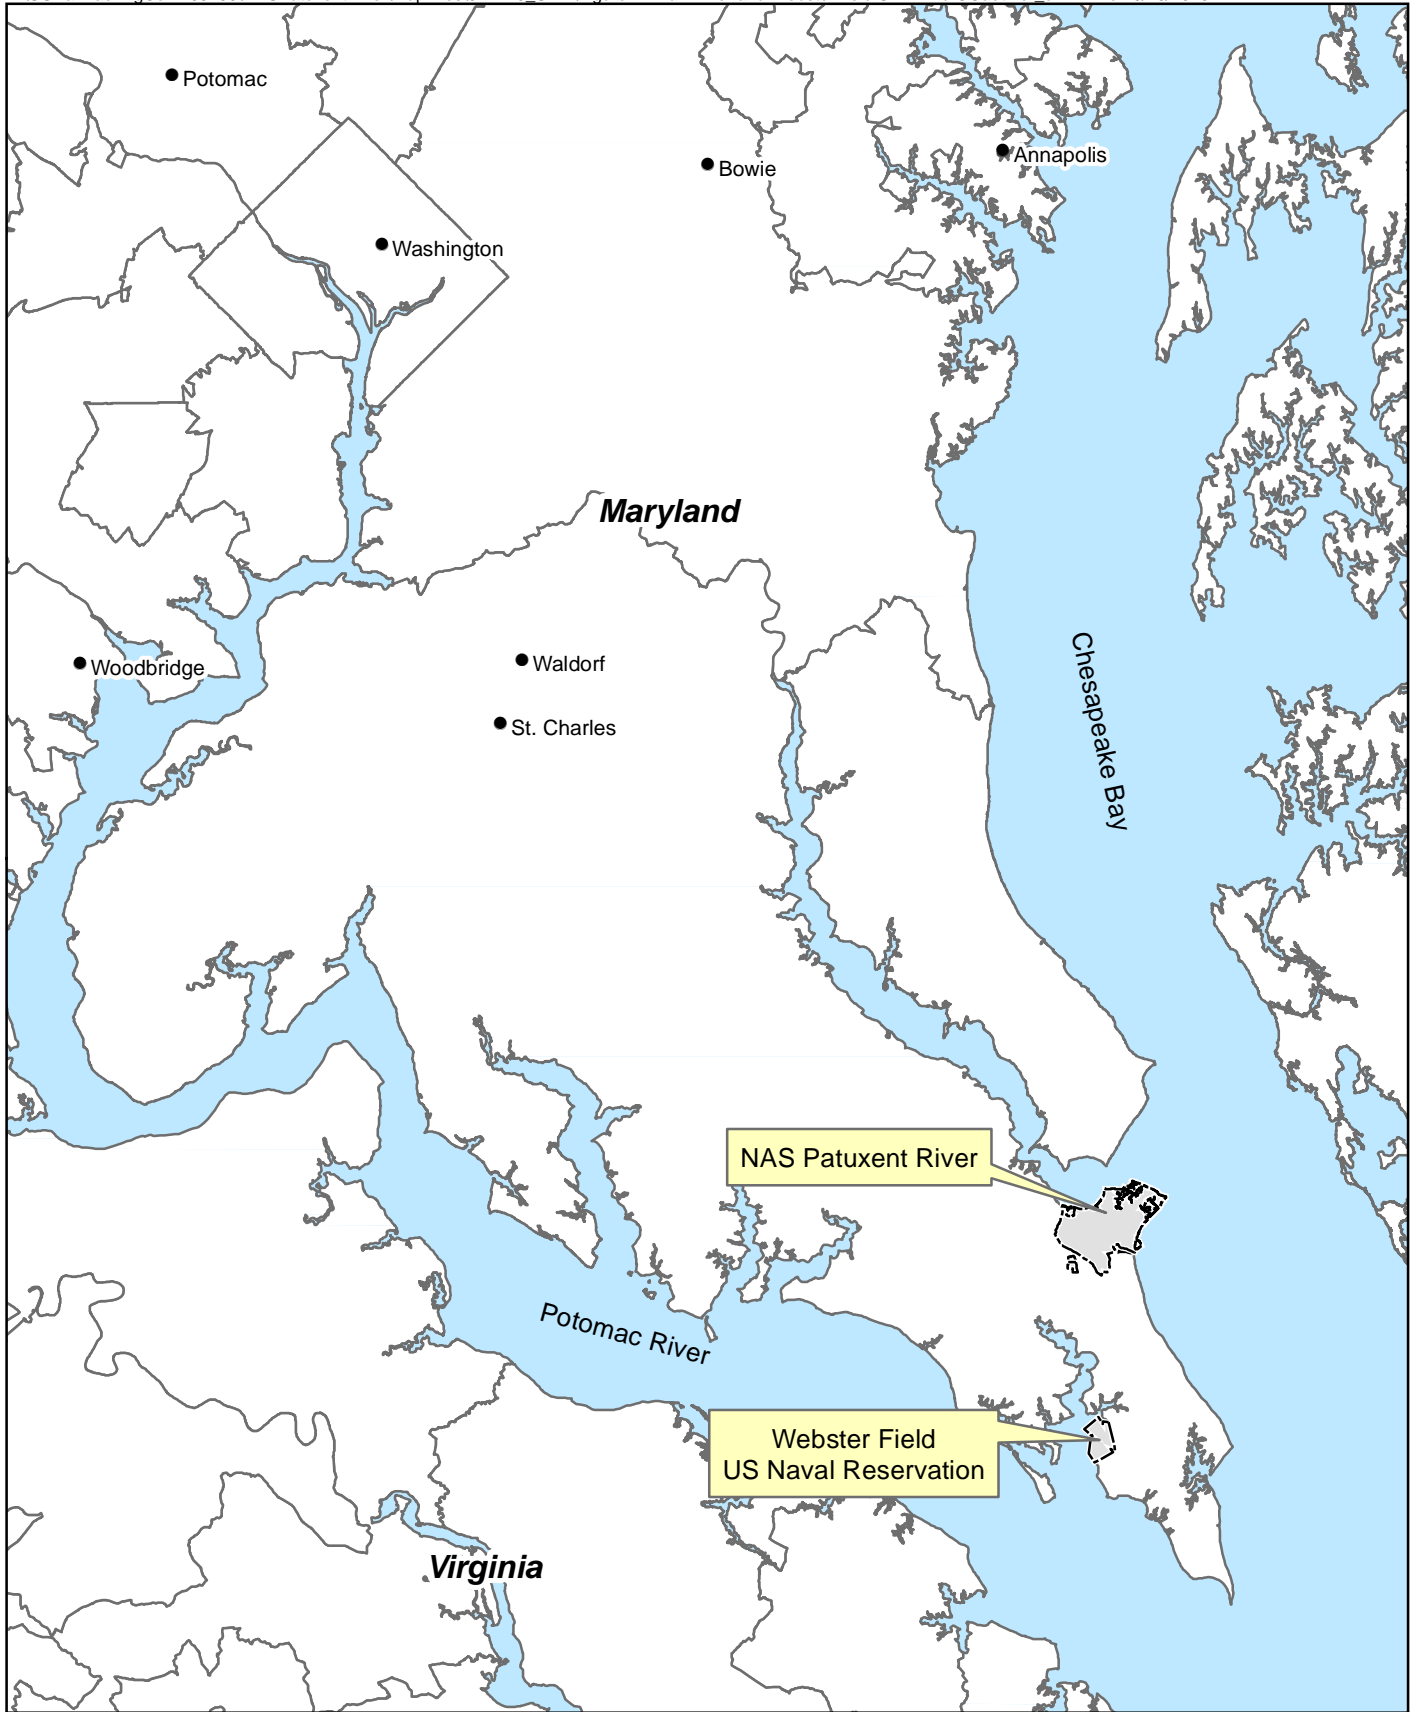 Potomac
Annapolis
Bowie
Washington
Maryland
Woodbridge
Waldorf
St. Charles
Chesapeake Bay
NAS Patuxent River
Potomac River
Webster Field
US Naval Reservation
Virginia